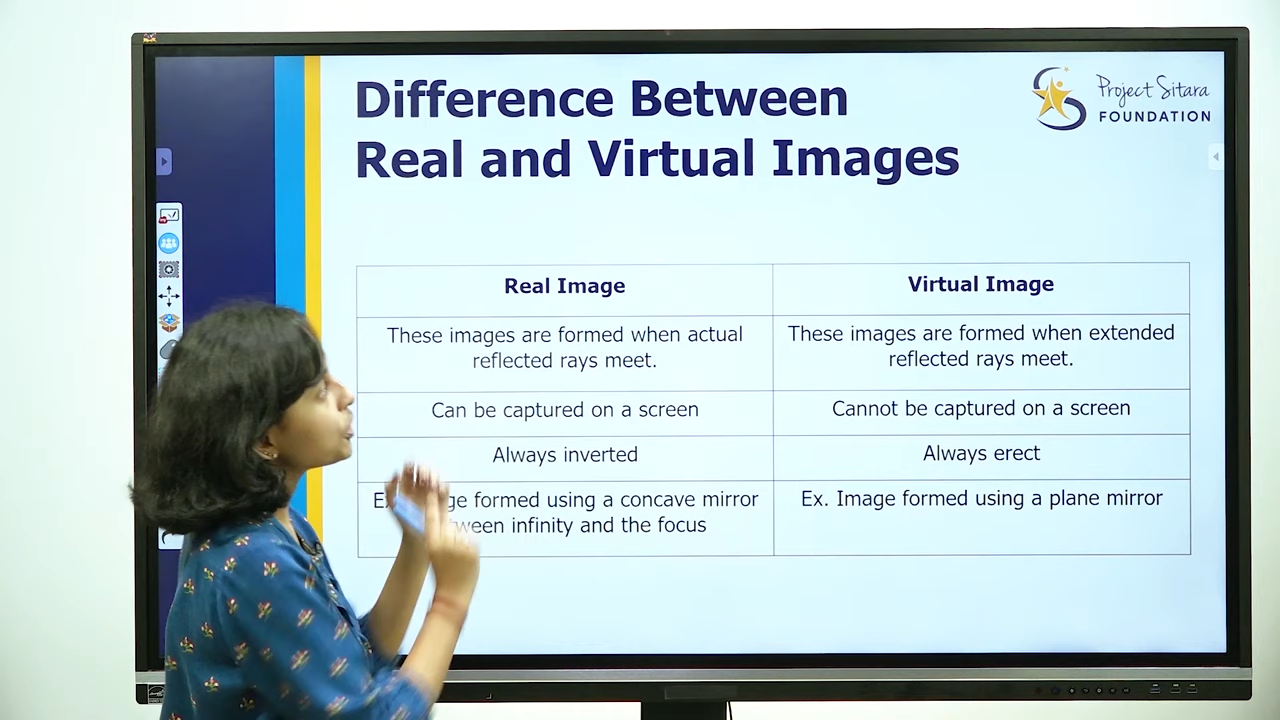 Difference Between
Real and Virtual Images
Project Sitara
FOUNDATION
Real Image
Virtual Image
These images are formed when actual
reflected rays meet.
These images are formed when extended
reflected rays meet.
Can be captured on a screen
Cannot be captured on a screen
Always inverted
Always erect
formed using a concave mirror
infinity and the focus
Ex. Image formed using a plane mirror